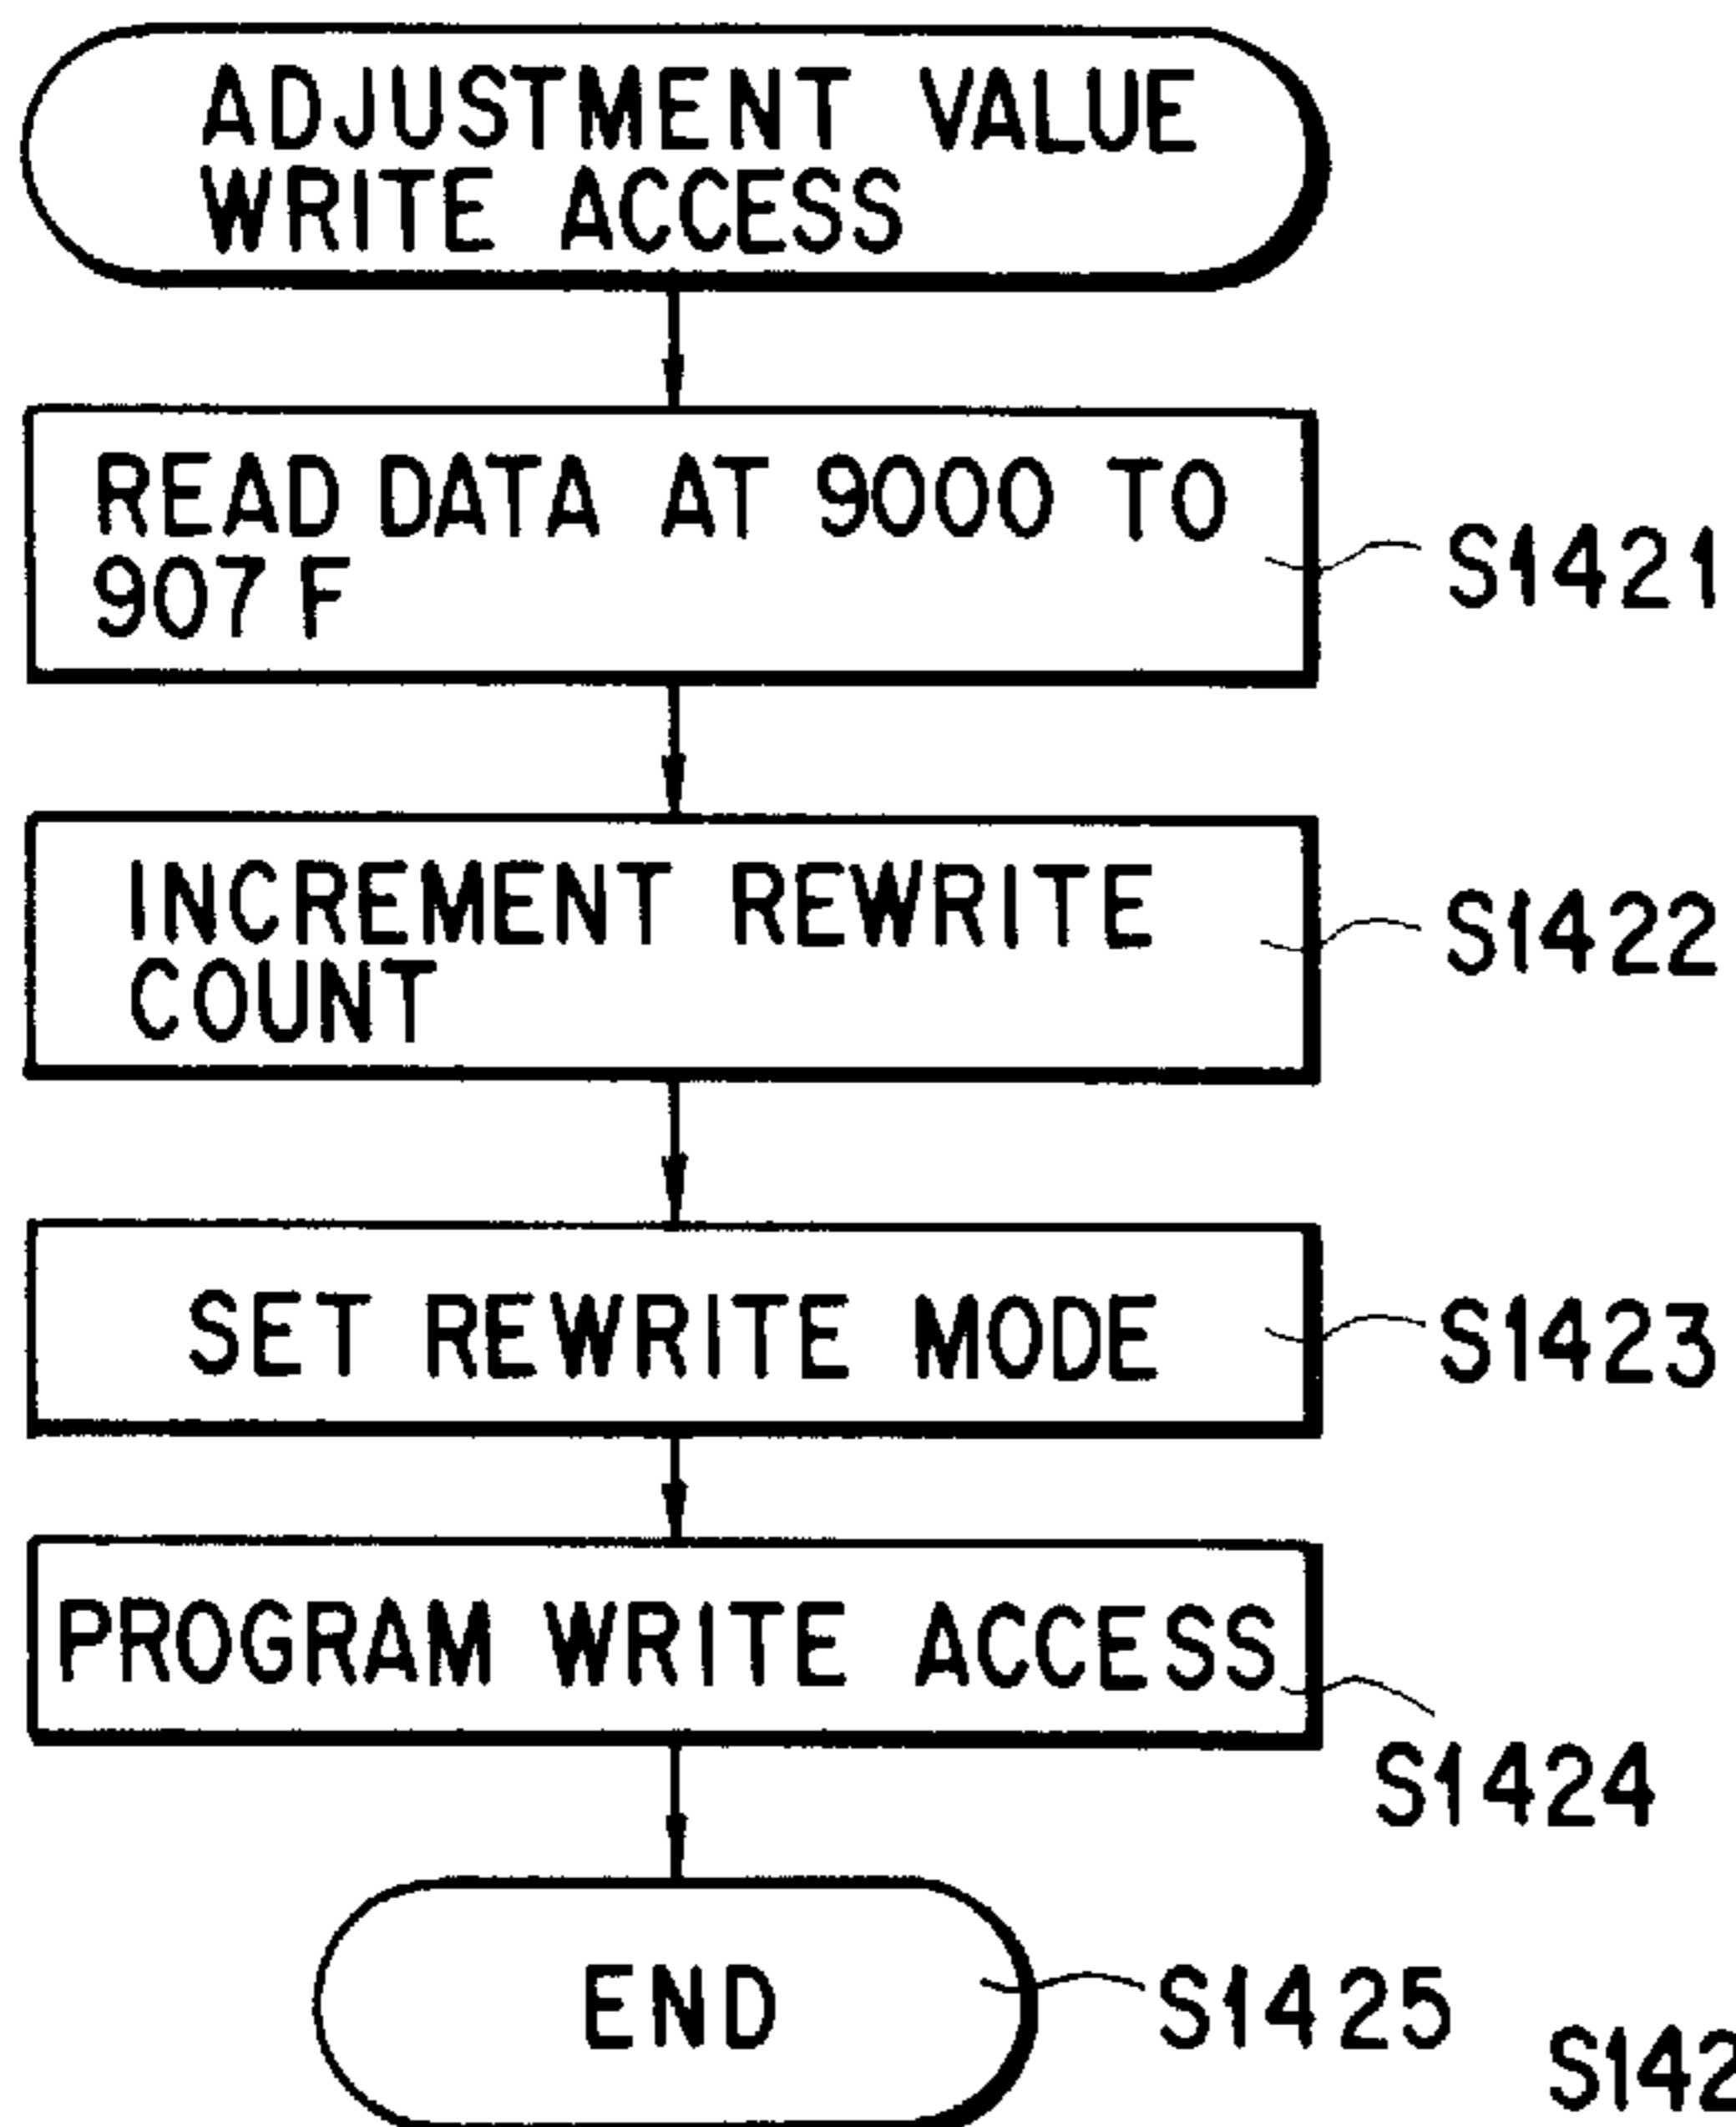 ADJUSTMENT VALUE
WRITE ACCESS
READ DATA AT 9000 TO
907F
S1421
INCREMENT REWRITE
COUNT
S1422
SET REWRITE MODE
S1423
PROGRAM WRITE ACCESS
S1424
END
S1425